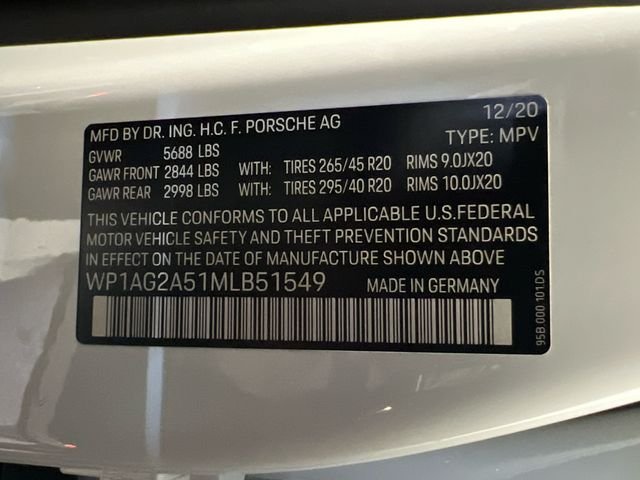 12/20
MFD BY DR. ING. H.C. F. PORSCHE AG
TYPE: MPV
GVWR 5688 LBS
GAWR FRONT 2844 LBS WITH: TIRES 265/45 R20 RIMS 9.0JX20
GAWR REAR 2998 LBS WITH: TIRES 295/40 R20 RIMS 10.0JX20
THIS VEHICLE CONFORMS TO ALL APPLICABLE U.S.FEDERAL
MOTOR VEHICLE SAFETY AND THEFT PREVENTION STANDARDS
IN EFFECT ON THE DATE OF MANUFACTURE SHOWN ABOVE
WP1AG2A51MLB51549 MADE IN GERMANY
95B 000 101.DS